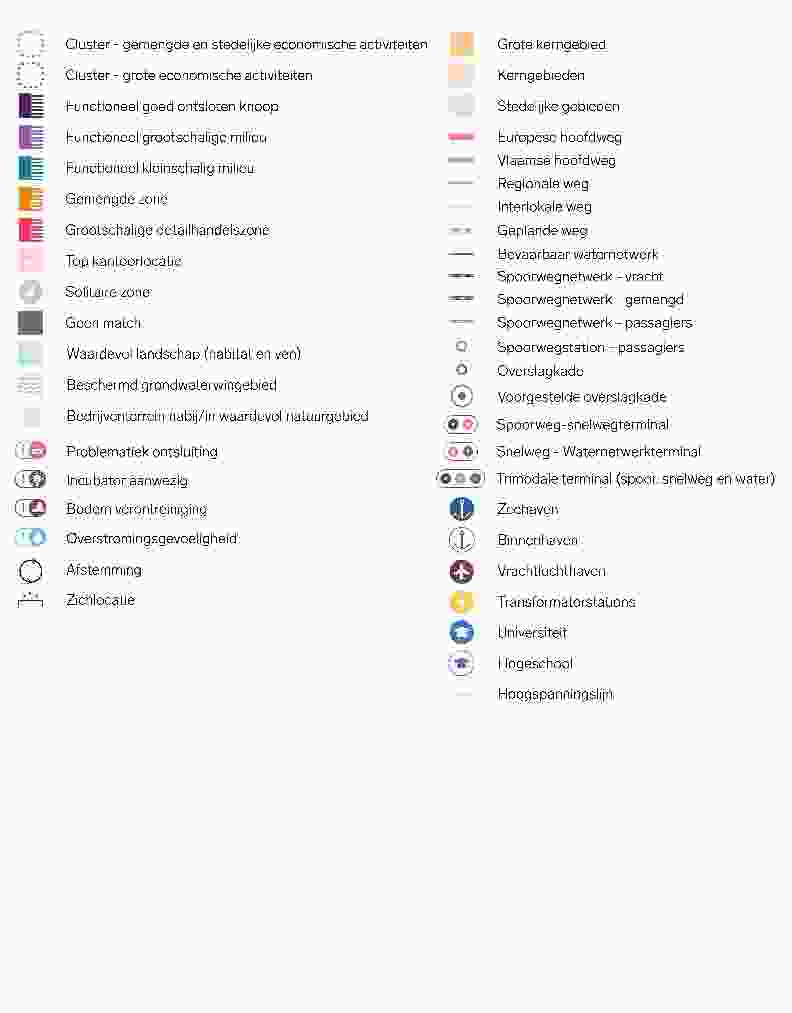 Cluster - gemengde en stedelijke economische activiteiten
Cluster - grote economische activiteiten
Functioneel goed ontsloten knoop
Functioneel grootschalige milieu
Functioneel kleinschalig milieu
Gemengde zone
Grootschalige detailhandelszone
Top kantoorlocatie
Solitaire zone
Geen match
Waardevol landschap (habitat en ven)
Beschermd grondwaterwingebied
Bedrijventerrein nabij/in waardevol natuurgebied
Problematiek ontsluiting
Incubator aanwezig
Bodem verontreiniging
Overstromingsgevoeligheid
Afstemming
Zichlocatie
Grote kerngebied
Kerngebieden
Stedelijke gebieden
Europese hoofdweg
Vlaamse hoofdweg
Regionale weg
Interlokale weg
Geplande weg
Bevaarbaar waternetwerk
Spoorwegnetwerk - vracht
Spoorwegnetwerk - gemengd
Spoorwegnetwerk - passagiers
Spoorwegstation - passagiers
Overslagkade
Voorgestelde overslagkade
Spoorweg-snelwegterminal
Snelweg - Waternetwerkterminal
Trimodale terminal (spoor, snelweg en water)
Zeehaven
Binnenhaven
Vrachtluchthaven
Transformatorstations
Universiteit
Hogeschool
Hoogspanningslijn